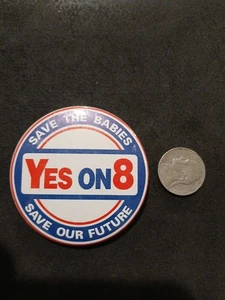 SAVE THE BABIES
YES ON 8
SAVE OUR FUTURE